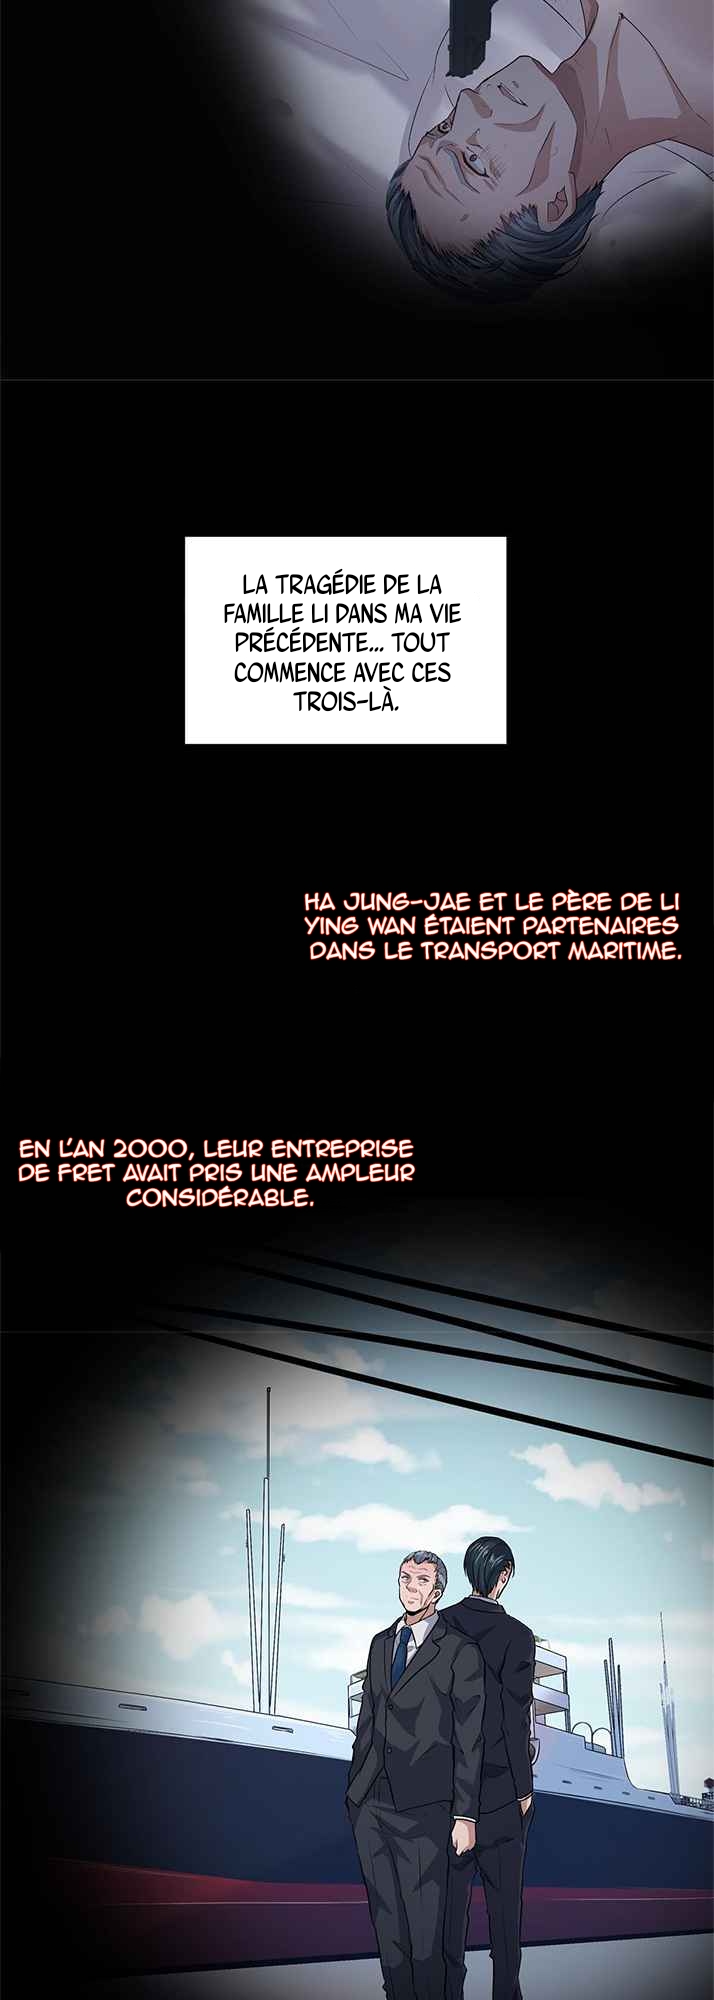 LA TRAGÉDIE DE LA
FAMILLE LI DANS MA VIE
PRÉCÉDENTE... TOUT
COMMENCE AVEC CES
TROIS-LÀ.
HA JUNG-JAE ET LE PÈRE DE LI
YING WAN ÉTAIENT PARTENAIRES
DANS LE TRANSPORT MARITIME.
EN L'AN 2000, LEUR ENTREPRISE
DE FRET AVAIT PRIS UNE AMPLEUR
CONSIDÉRABLE.